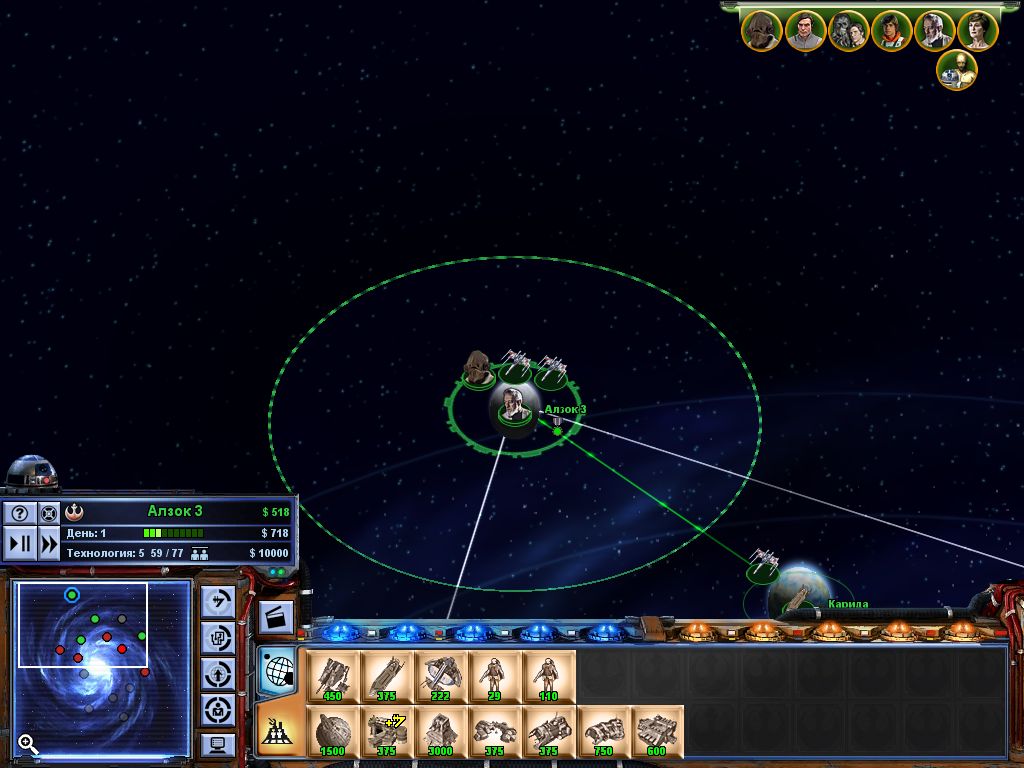 Алзок 3
Карида
Алзок 3 $ 518
День: 1 $ 718
Технология: 5 59 / 77 $ 10000
450 375 222 29 110
1500 375 3000 375 375 750 600